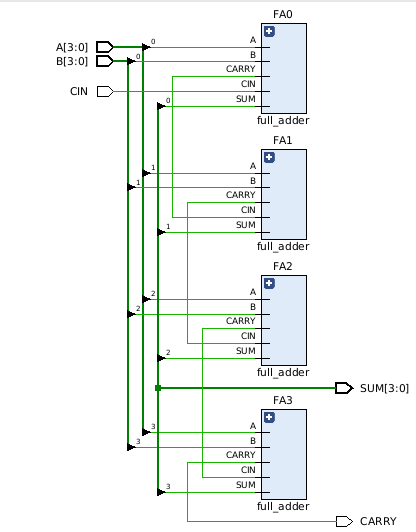 FA0
A[3:0]
0
A
B[3:0]
0
B
CARRY
CIN
CIN
0
SUM
full_adder
FA1
1
A
1
B
CARRY
CIN
1
SUM
full_adder
FA2
2
A
2
B
CARRY
CIN
2
SUM
full_adder
SUM[3:0]
FA3
3
A
3
B
CARRY
CIN
3
SUM
full_adder
CARRY